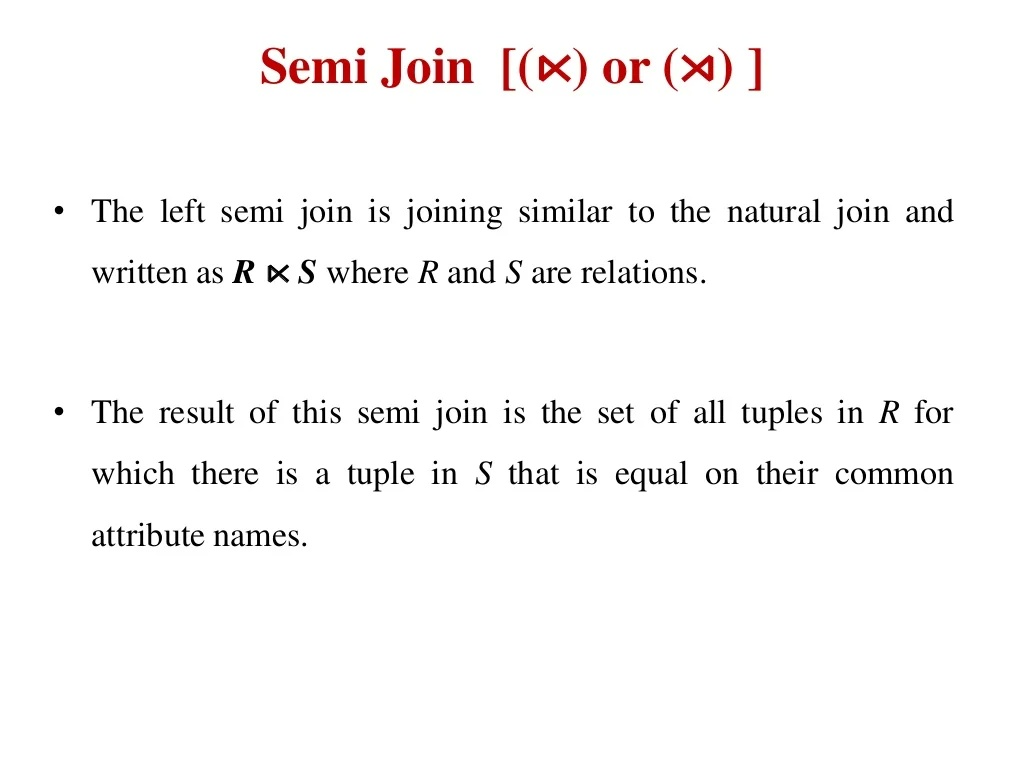 Semi Join [(⋉) or (⋊) ]
• The left semi join is joining similar to the natural join and
written as R ⋉ S where R and S are relations.
• The result of this semi join is the set of all tuples in R for
which there is a tuple in S that is equal on their common
attribute names.